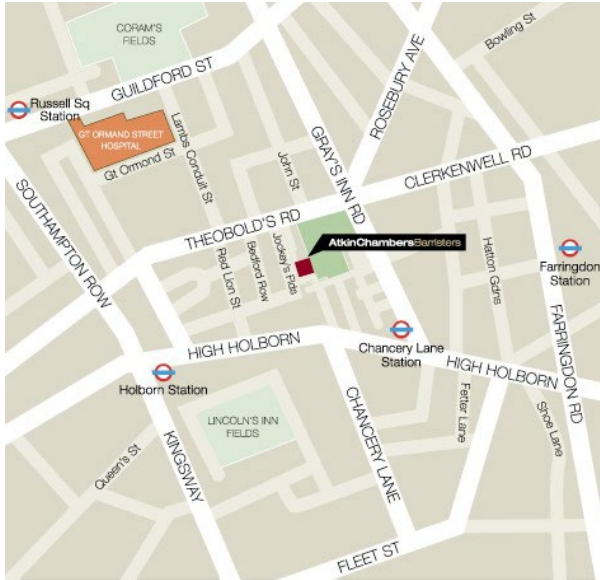 CORAM'S
FIELDS
Bowling St
GUILDFORD ST
ROSEBURY AVE
Russell Sq
Station
GT ORMAND STREET
HOSPITAL
Lambs Conduit St
Gt Ormond St
GRAY'S INN RD
John St
CLERKENWELL RD
SOUTHAMPTON ROW
THEOBOLD'S RD
AtkinChambersBarristers
Red Lion St
Bedford Row
Jockey's Flds
Hatton Gdns
Farringdon
Station
FARRINGDON RD
HIGH HOLBORN
Chancery Lane
Station
HIGH HOLBORN
Holborn Station
LINCOLN'S INN
FIELDS
CHANCERY LANE
Fetter Lane
Shoe Lane
Queen's St
KINGSWAY
FLEET ST